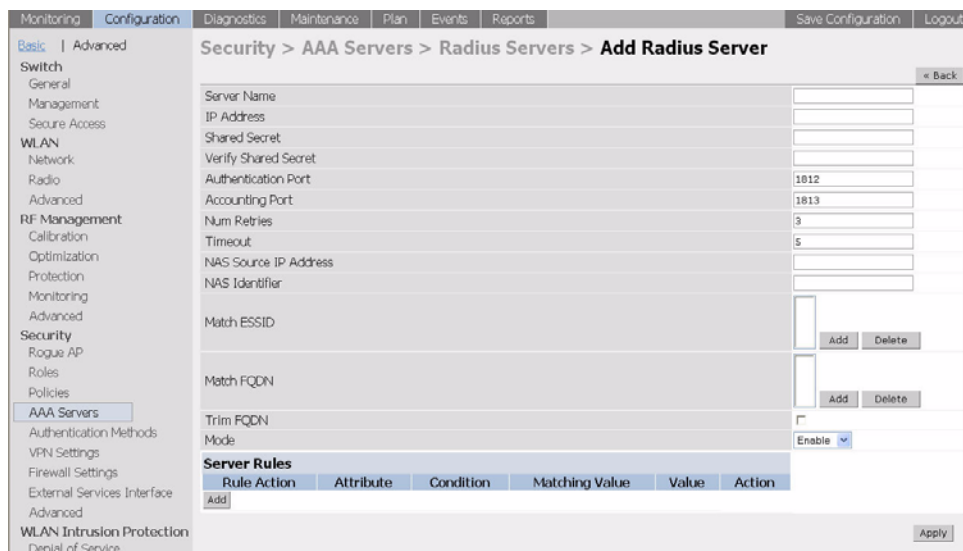 Monitoring Configuration Diagnostics Maintenance Plan Events Reports Save Configuration Logout
Basic | Advanced
Switch
General
Management
Secure Access
WLAN
Network
Radio
Advanced
RF Management
Calibration
Optimization
Protection
Monitoring
Advanced
Security
Rogue AP
Roles
Policies
AAA Servers
Authentication Methods
VPN Settings
Firewall Settings
External Services Interface
Advanced
WLAN Intrusion Protection
Denial of Service
Security > AAA Servers > Radius Servers > Add Radius Server
« Back
Server Name
IP Address
Shared Secret
Verify Shared Secret
Authentication Port 1812
Accounting Port 1813
Num Retries 3
Timeout 5
NAS Source IP Address
NAS Identifier
Match ESSID Add Delete
Match FQDN Add Delete
Trim FQDN
Mode Enable
Server Rules
Rule Action Attribute Condition Matching Value Value Action
Add
Apply